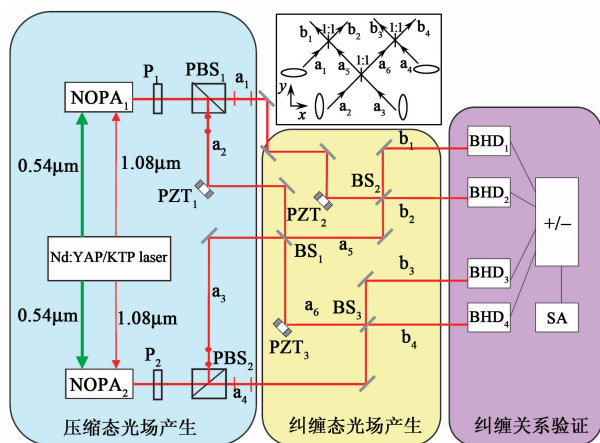 b₁ 1:1 b₂ b₃ 1:1 b₄
a₁ a₅ 1:1 a₆ a₄
y
x a₂ a₃
P₁ PBS₁ a₁
NOPA₁
a₂
0.54μm 1.08μm
PZT₁
PZT₂
BS₂
b₁
b₂
BHD₁
BHD₂
+/−
Nd:YAP/KTP laser
BS₁ a₅
a₃
b₃
BHD₃
0.54μm 1.08μm
a₆ BS₃
PZT₃
b₄
BHD₄
SA
P₂ PBS₂
NOPA₂
a₄
压缩态光场产生
纠缠态光场产生
纠缠关系验证